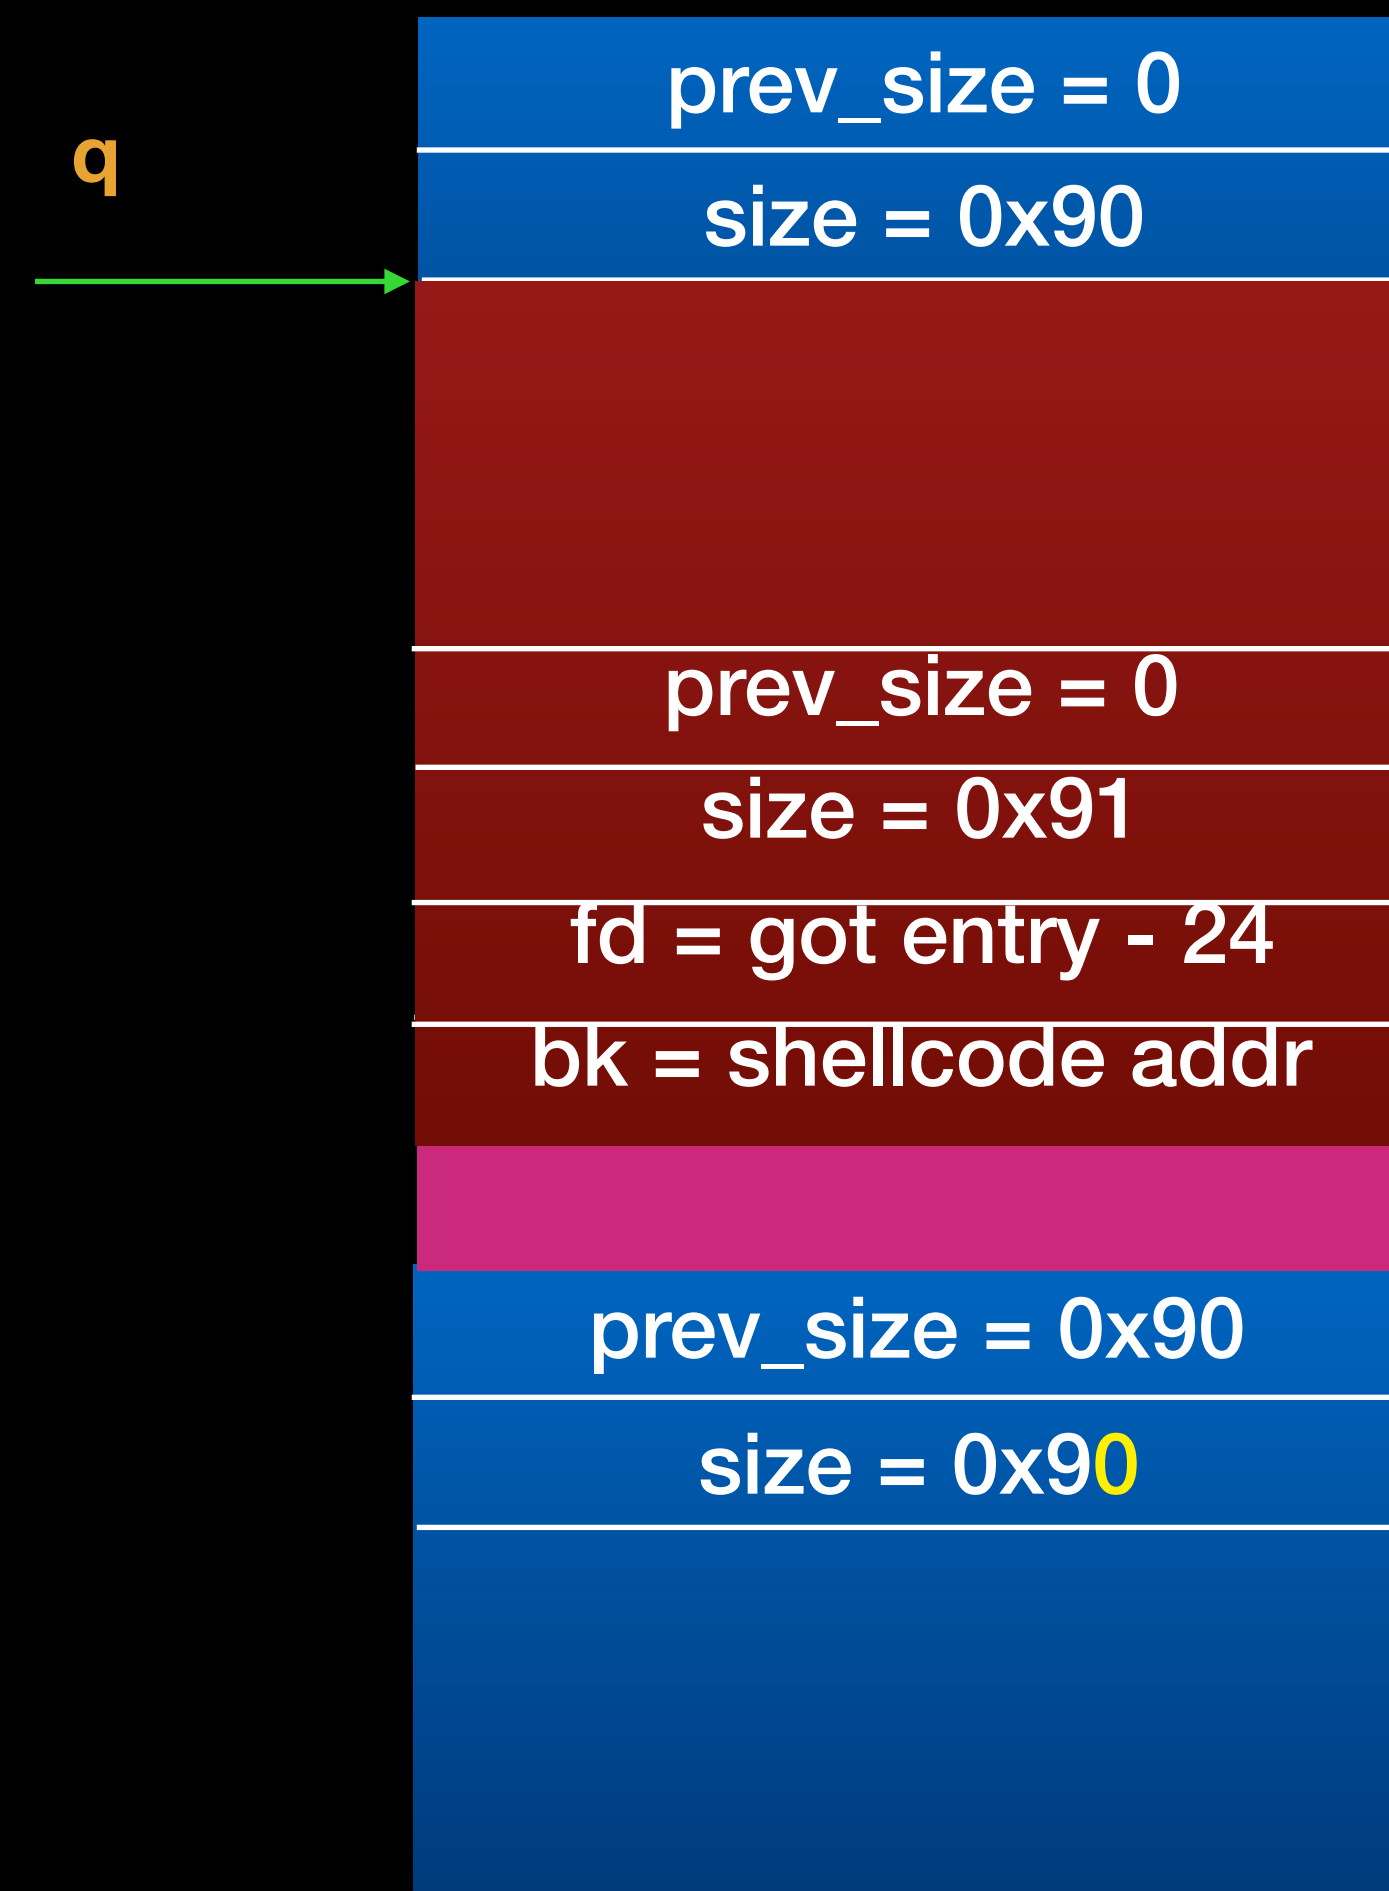 prev_size = 0
q
size = 0x90
prev_size = 0
size = 0x91
fd = got entry - 24
bk = shellcode addr
prev_size = 0x90
size = 0x90